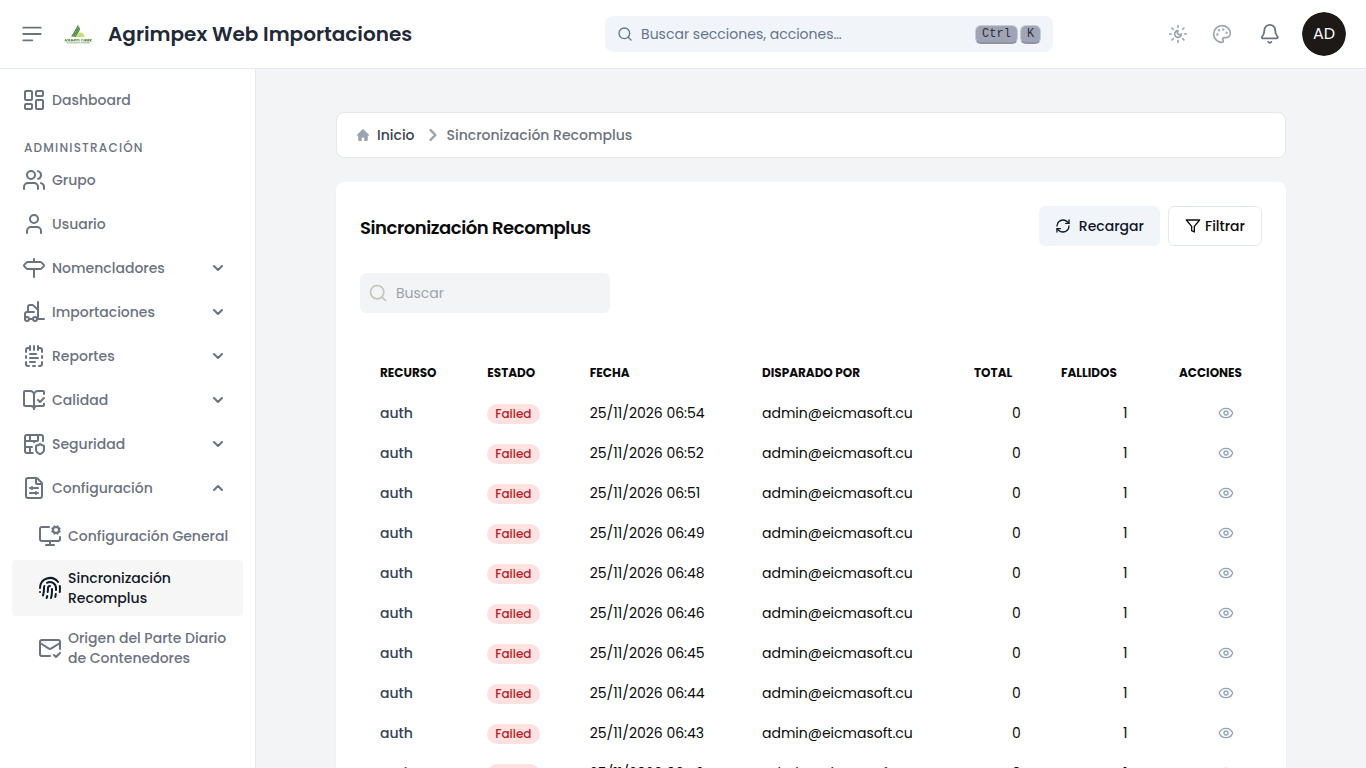 Agrimpex Web Importaciones
Buscar secciones, acciones...
Ctrl K
AD
Dashboard
ADMINISTRACIÓN
Grupo
Usuario
Nomencladores
Importaciones
Reportes
Calidad
Seguridad
Configuración
Configuración General
Sincronización
Recomplus
Origen del Parte Diario
de Contenedores
Inicio Sincronización Recomplus
Sincronización Recomplus
Recargar
Filtrar
Buscar
RECURSO ESTADO FECHA DISPARADO POR TOTAL FALLIDOS ACCIONES
auth Failed 25/11/2026 06:54 admin@eicmasoft.cu 0 1
auth Failed 25/11/2026 06:52 admin@eicmasoft.cu 0 1
auth Failed 25/11/2026 06:51 admin@eicmasoft.cu 0 1
auth Failed 25/11/2026 06:49 admin@eicmasoft.cu 0 1
auth Failed 25/11/2026 06:48 admin@eicmasoft.cu 0 1
auth Failed 25/11/2026 06:46 admin@eicmasoft.cu 0 1
auth Failed 25/11/2026 06:45 admin@eicmasoft.cu 0 1
auth Failed 25/11/2026 06:44 admin@eicmasoft.cu 0 1
auth Failed 25/11/2026 06:43 admin@eicmasoft.cu 0 1